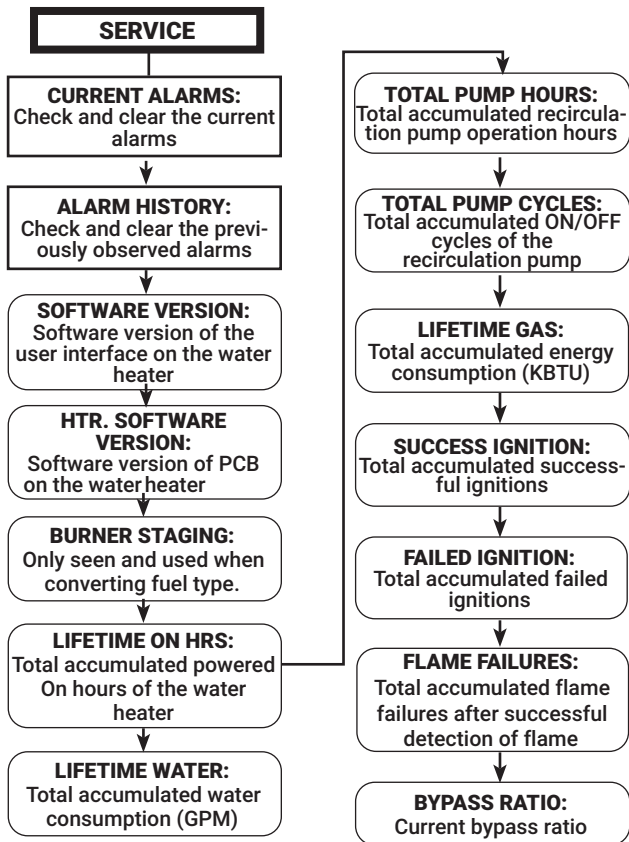 SERVICE
CURRENT ALARMS:
Check and clear the current
alarms
ALARM HISTORY:
Check and clear the previ-
ously observed alarms
SOFTWARE VERSION:
Software version of the
user interface on the water
heater
HTR. SOFTWARE
VERSION:
Software version of PCB
on the water heater
BURNER STAGING:
Only seen and used when
converting fuel type.
LIFETIME ON HRS:
Total accumulated powered
On hours of the water
heater
LIFETIME WATER:
Total accumulated water
consumption (GPM)
TOTAL PUMP HOURS:
Total accumulated recircula-
tion pump operation hours
TOTAL PUMP CYCLES:
Total accumulated ON/OFF
cycles of the
recirculation pump
LIFETIME GAS:
Total accumulated energy
consumption (KBTU)
SUCCESS IGNITION:
Total accumulated success-
ful ignitions
FAILED IGNITION:
Total accumulated failed
ignitions
FLAME FAILURES:
Total accumulated flame
failures after successful
detection of flame
BYPASS RATIO:
Current bypass ratio